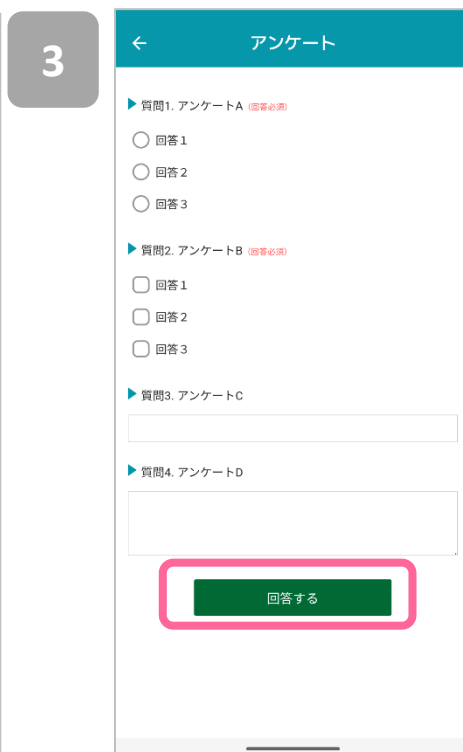 3
アンケート
質問1. アンケートA (回答必須)
回答1
回答2
回答3
質問2. アンケートB (回答必須)
回答1
回答2
回答3
質問3. アンケートC
質問4. アンケートD
回答する